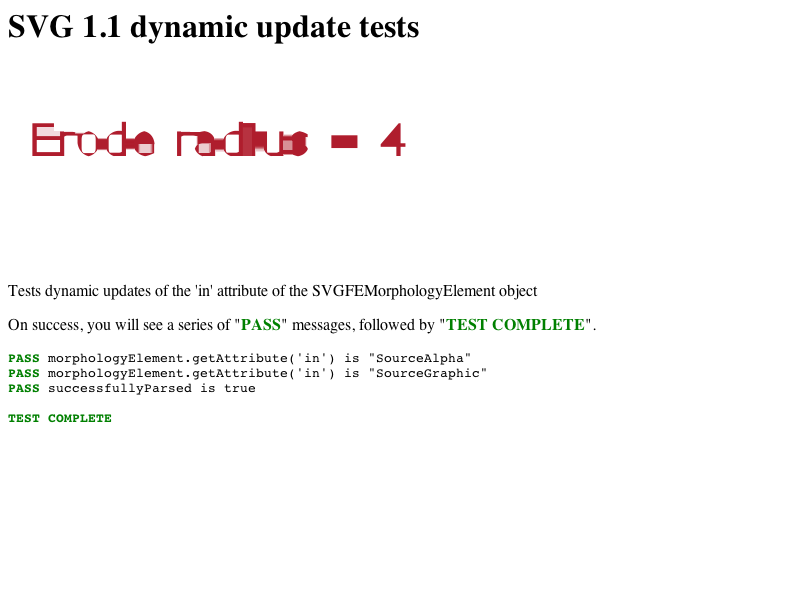 SVG 1.1 dynamic update tests
Erode radius = 4
Tests dynamic updates of the 'in' attribute of the SVGFEMorphologyElement object
On success, you will see a series of "PASS" messages, followed by "TEST COMPLETE".
PASS morphologyElement.getAttribute('in') is "SourceAlpha"
PASS morphologyElement.getAttribute('in') is "SourceGraphic"
PASS successfullyParsed is true
TEST COMPLETE